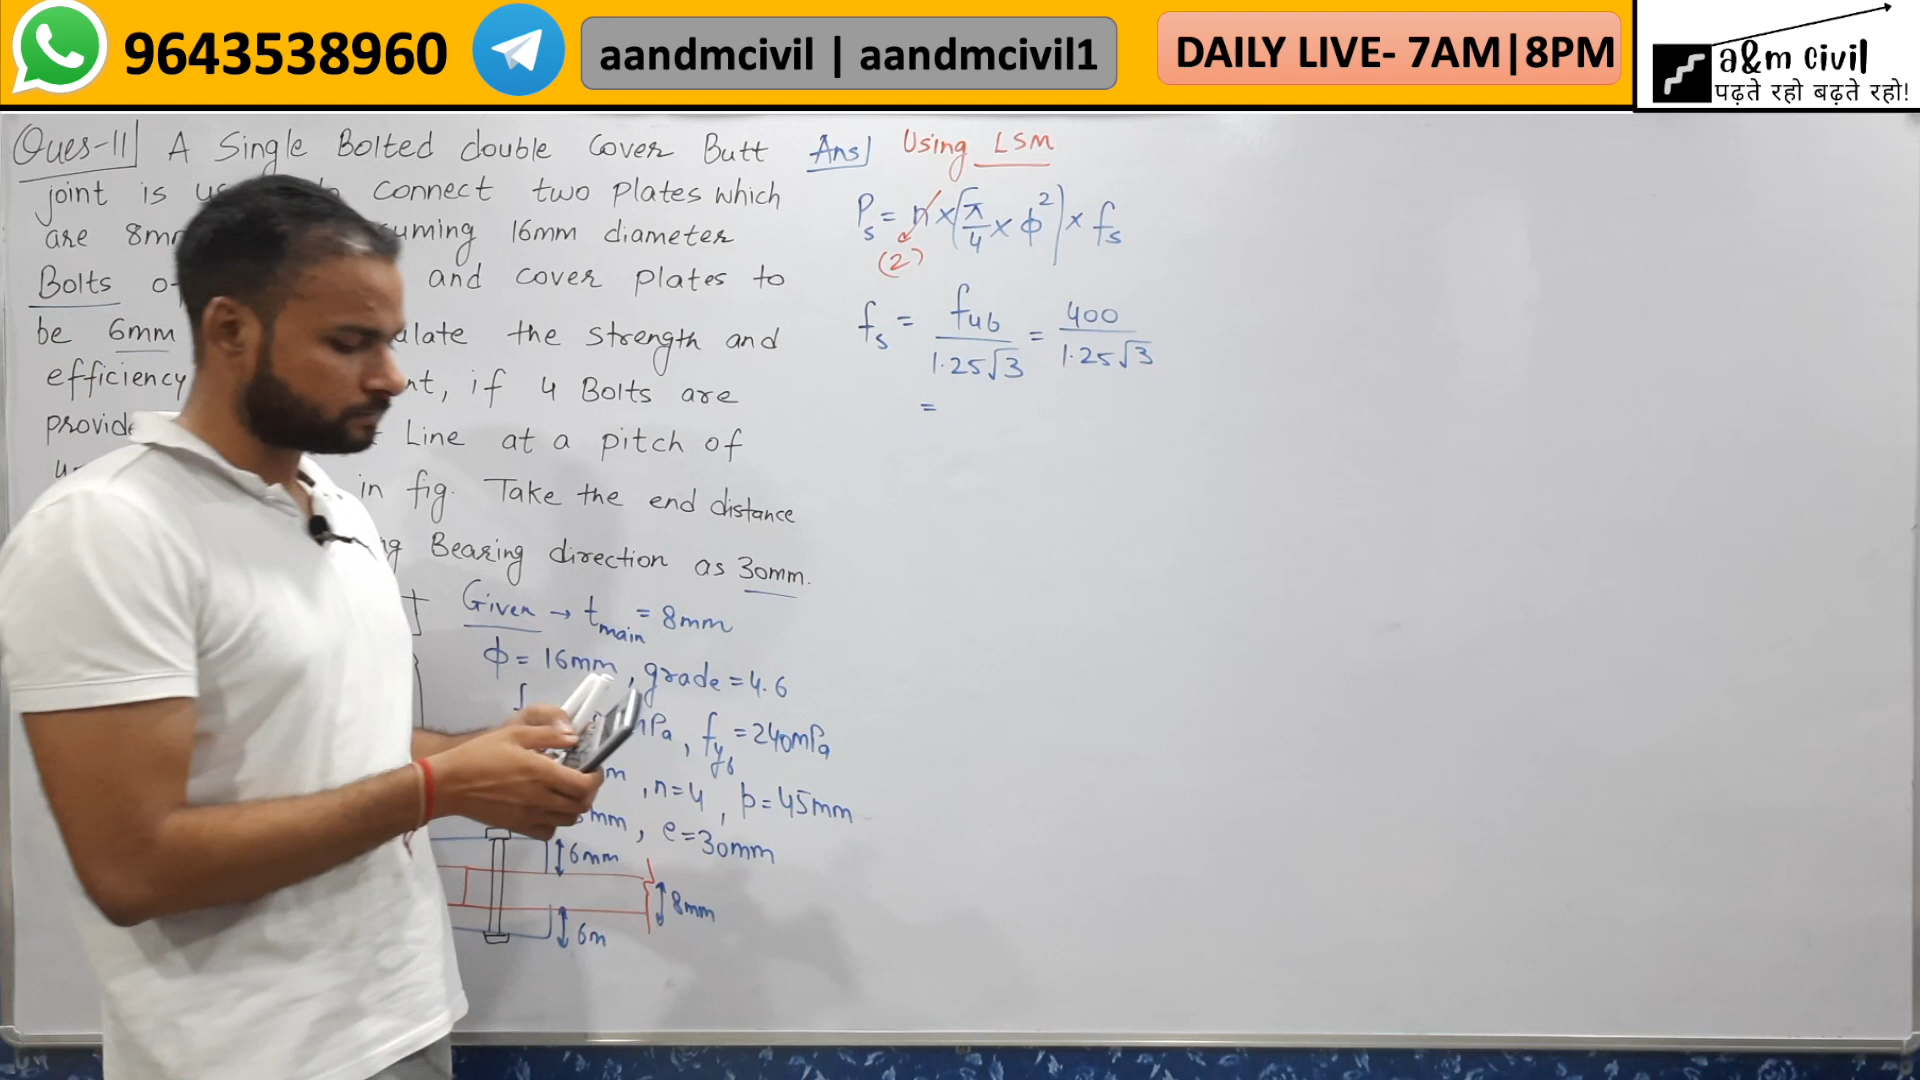 9643538960
aandmcivil | aandmcivil1
DAILY LIVE- 7AM|8PM
a&m civil
पढ़ते रहो बढ़ते रहो!
Ques-11] A Single Bolted double Cover Butt
joint is connect two plates which
are 8mm 16mm diameter
Bolts and cover plates to
be 6mm the strength and
efficiency , if 4 Bolts are
Line at a pitch of
in fig. Take the end distance
Bearing direction as 30mm.
Given → t main = 8mm
ϕ = 16mm, grade = 4.6
, fyb = 240mPa
, n=4, p=45mm
mm, e=30mm
6mm
8mm
6m
Ans] Using LSM
Ps = n × (π/4 × ϕ²) × fs
(2)
fs = fub/1.25√3 = 400/1.25√3
=